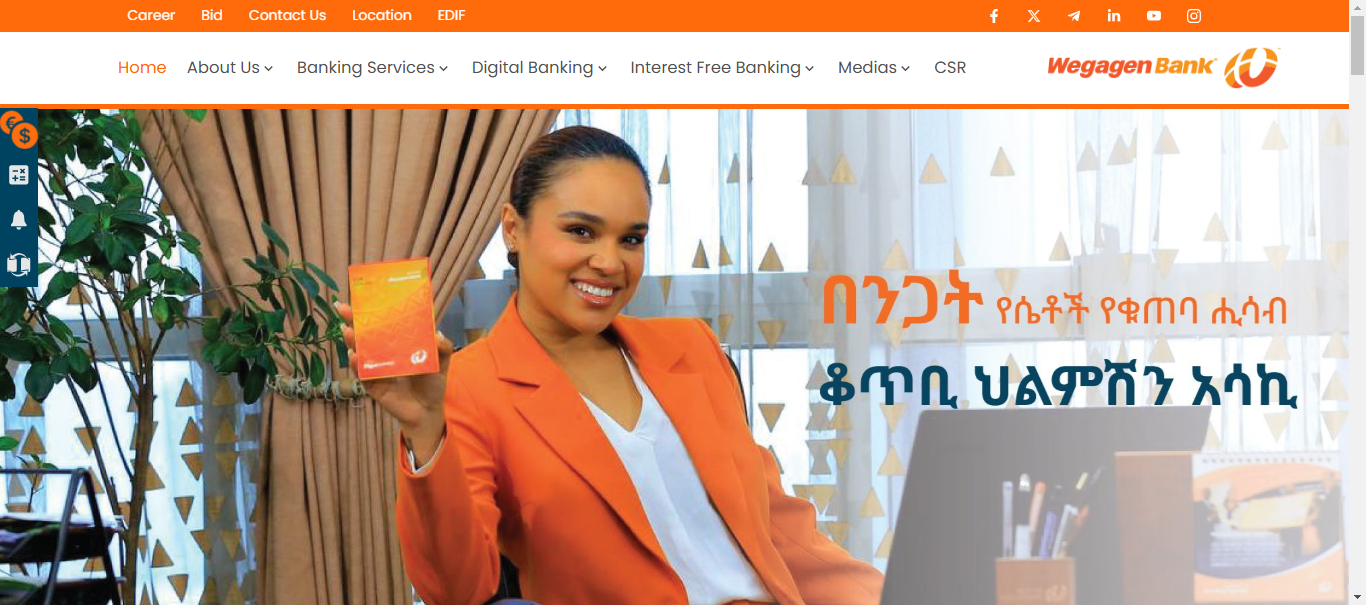 Career Bid Contact Us Location EDIF
Home About Us Banking Services Digital Banking Interest Free Banking Medias CSR
Wegagen Bank
በንጋት የሴቶች የቁጠባ ሒሳብ
ቆጥቢ ህልምሽን አሳኪ